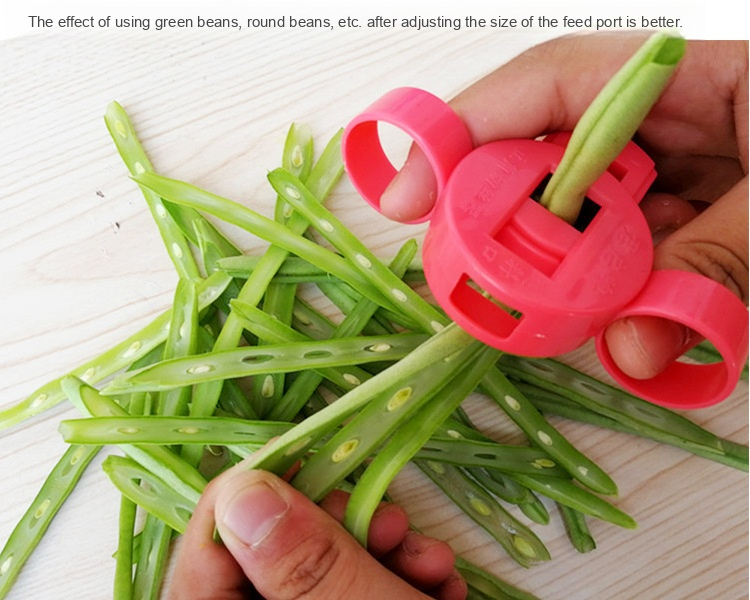 The effect of using green beans, round beans, etc. after adjusting the size of the feed port is better.